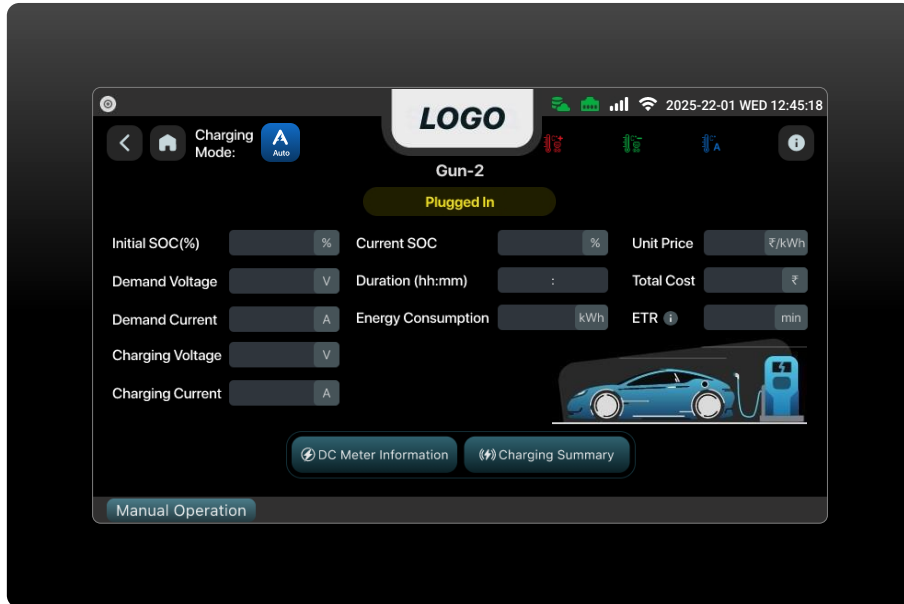 LOGO
2025-22-01 WED 12:45:18
Charging
Mode:
A
Auto
A
Gun-2
Plugged In
Initial SOC(%) %
Current SOC %
Unit Price ₹/kWh
Demand Voltage V
Duration (hh:mm) :
Total Cost ₹
Demand Current A
Energy Consumption kWh
ETR i min
Charging Voltage V
Charging Current A
DC Meter Information
Charging Summary
Manual Operation